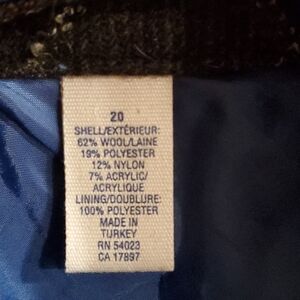 20
SHELL/EXTÉRIEUR:
62% WOOL/LAINE
19% POLYESTER
12% NYLON
7% ACRYLIC/
ACRYLIQUE
LINING/DOUBLURE:
100% POLYESTER
MADE IN
TURKEY
RN 54023
CA 17897